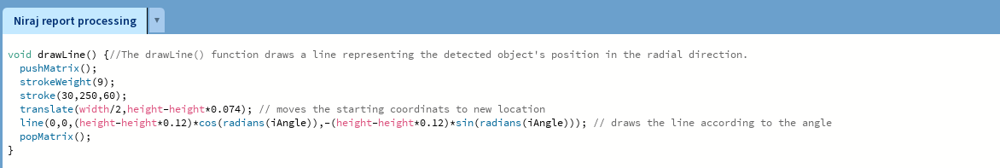 Niraj report processing ▼
void drawLine() {//The drawLine() function draws a line representing the detected object's position in the radial direction.
  pushMatrix();
  strokeWeight(9);
  stroke(30,250,60);
  translate(width/2,height-height*0.074); // moves the starting coordinats to new location
  line(0,0,(height-height*0.12)*cos(radians(iAngle)),-(height-height*0.12)*sin(radians(iAngle))); // draws the line according to the angle
  popMatrix();
}